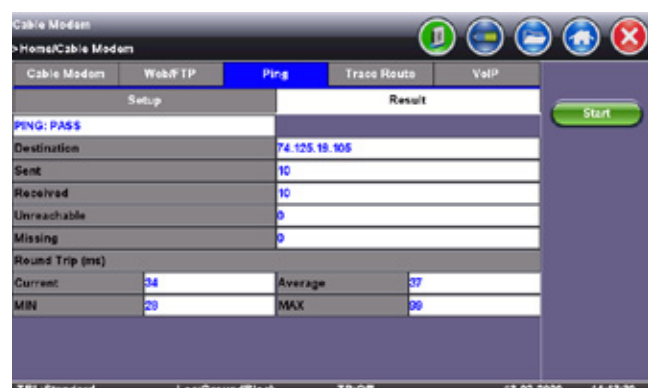 Cable Modem
>Home/Cable Modem
Cable Modem Web/FTP Ping Trace Route VoIP
Setup Result
Start
PING: PASS
Destination 74.125.19.105
Sent 10
Received 10
Unreachable 0
Missing 0
Round Trip (ms)
Current 34 Average 37
MIN 28 MAX 99